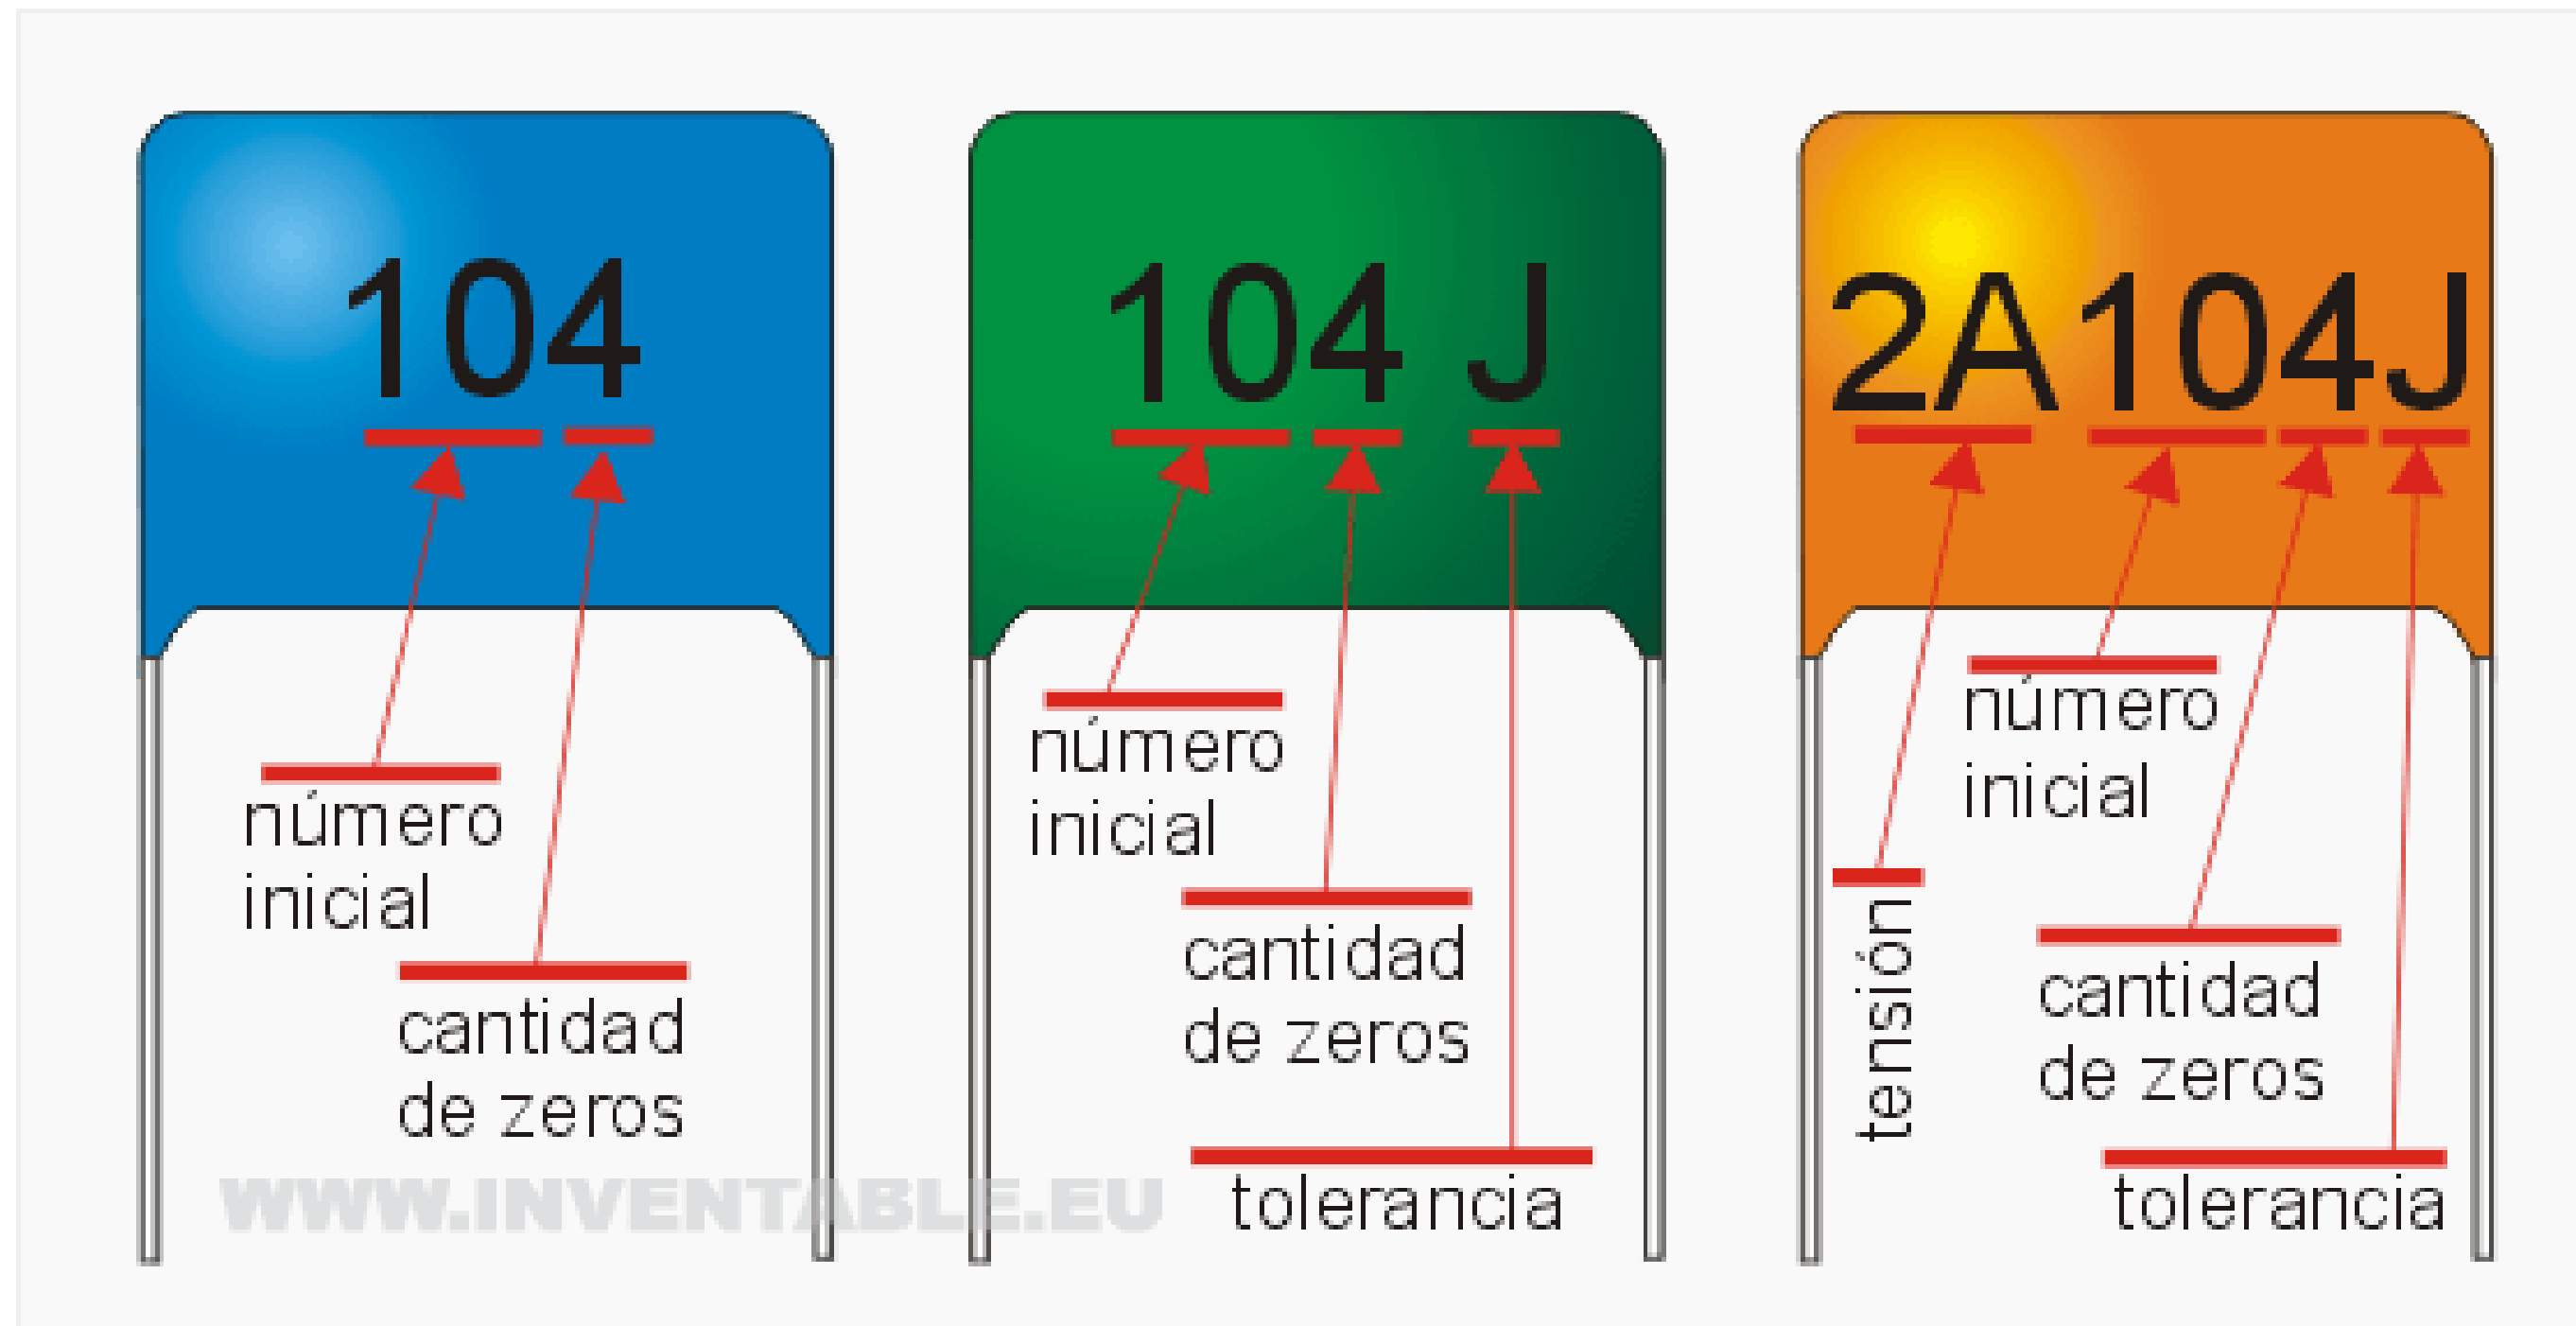 104
número
inicial
cantidad
de zeros
104 J
número
inicial
cantidad
de zeros
tolerancia
2A104J
tensión
número
inicial
cantidad
de zeros
tolerancia
WWW.INVENTABLE.EU